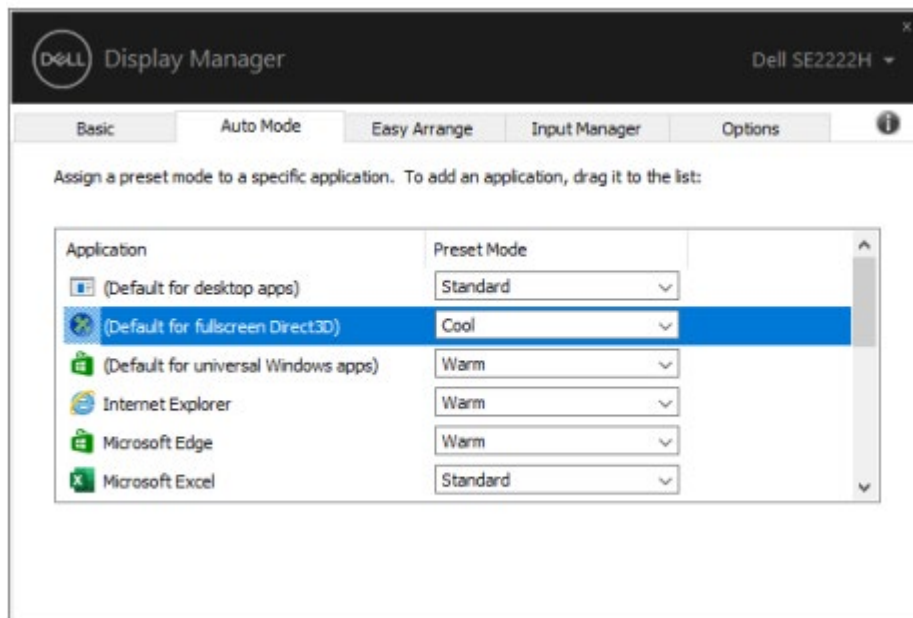 DELL Display Manager
Dell SE2222H
Basic Auto Mode Easy Arrange Input Manager Options
Assign a preset mode to a specific application. To add an application, drag it to the list:
Application Preset Mode
(Default for desktop apps) Standard
(Default for fullscreen Direct3D) Cool
(Default for universal Windows apps) Warm
Internet Explorer Warm
Microsoft Edge Warm
Microsoft Excel Standard